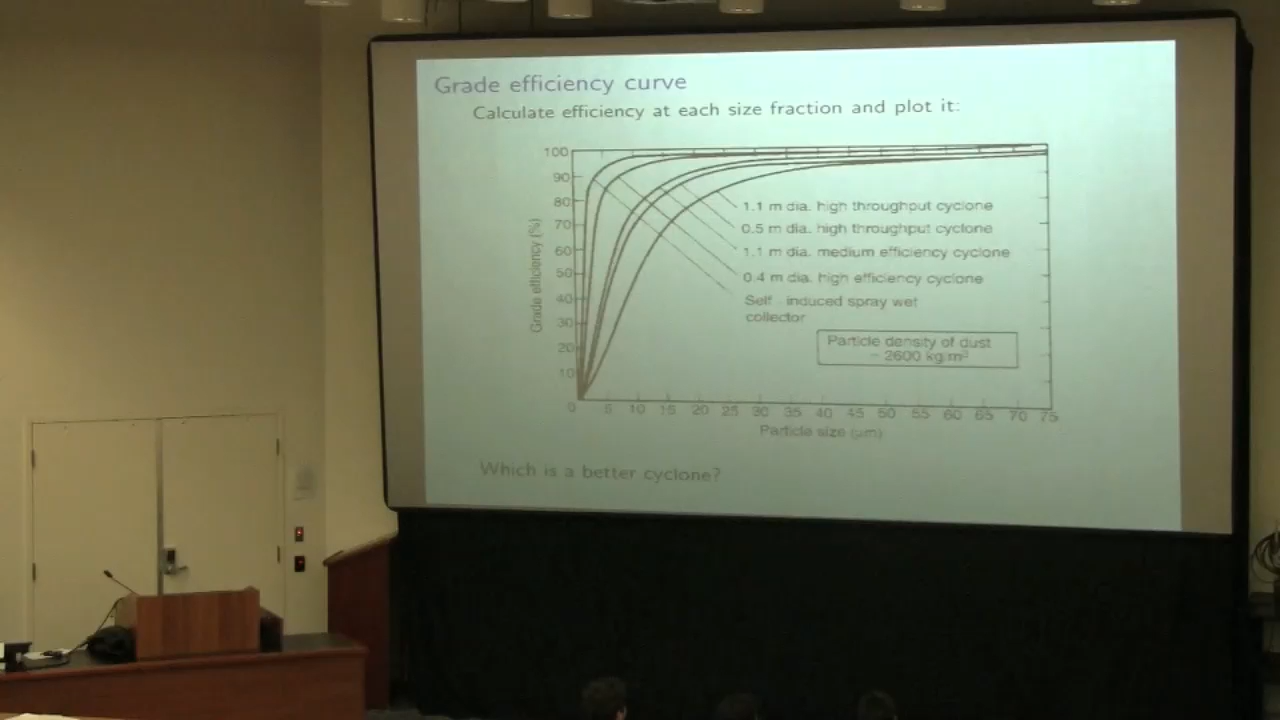 Grade efficiency curve
Calculate efficiency at each size fraction and plot it:
100
90
80
70
60
50
40
30
20
10
Grade efficiency (%)
1.1 m dia. high throughput cyclone
0.5 m dia. high throughput cyclone
1.1 m dia. medium efficiency cyclone
0.4 m dia. high efficiency cyclone
Self induced spray wet
collector
Particle density of dust
- 2600 kg/m³
0 5 10 15 20 25 30 35 40 45 50 55 60 65 70 75
Particle size (μm)
Which is a better cyclone?